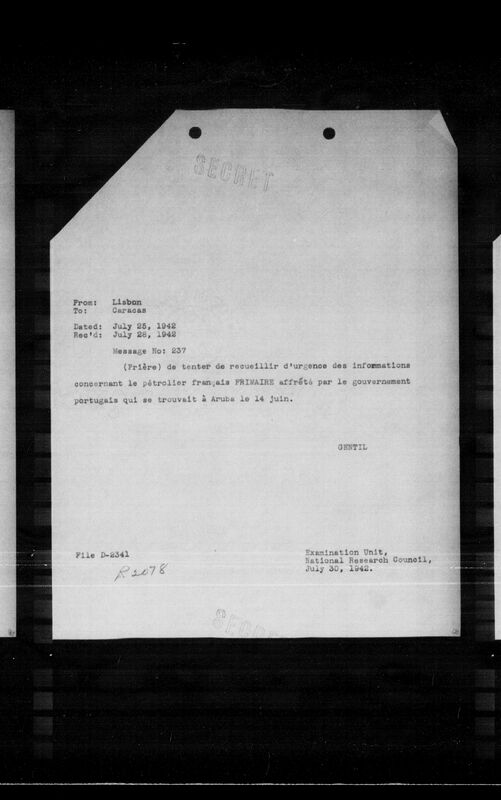 SECRET
From: Lisbon
To: Caracas
Dated: July 25, 1942
Rec'd: July 28, 1942
Message No: 237
(Prière) de tenter de recueillir d'urgence des informations
concernant le pétrolier français FRIMAIRE affrété par le gouvernement
portugais qui se trouvait à Aruba le 14 juin.
GENTIL
File D-2341
Examination Unit,
National Research Council,
July 30, 1942.
R2078
SECRET